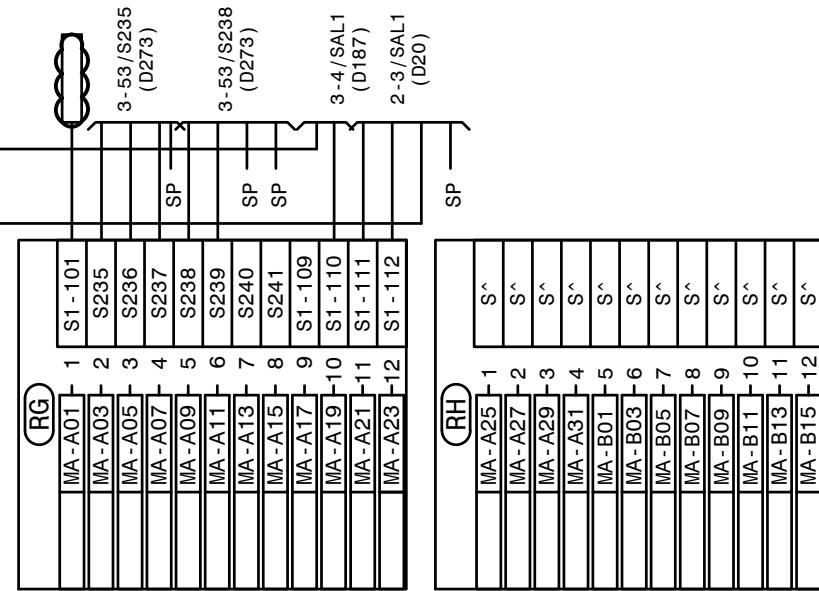 3-53/S235
(D273)
3-53/S238
(D273)
3-4/SAL1
(D187)
2-3/SAL1
(D20)
SP
SP
SP
SP
RG
S1-101
S235
S236
S237
S238
S239
S240
S241
S1-109
S1-110
S1-111
S1-112
1
2
3
4
5
6
7
8
9
10
11
12
MA-A01
MA-A03
MA-A05
MA-A07
MA-A09
MA-A11
MA-A13
MA-A15
MA-A17
MA-A19
MA-A21
MA-A23
RH
S^
S^
S^
S^
S^
S^
S^
S^
S^
S^
S^
S^
1
2
3
4
5
6
7
8
9
10
11
12
MA-A25
MA-A27
MA-A29
MA-A31
MA-B01
MA-B03
MA-B05
MA-B07
MA-B09
MA-B11
MA-B13
MA-B15